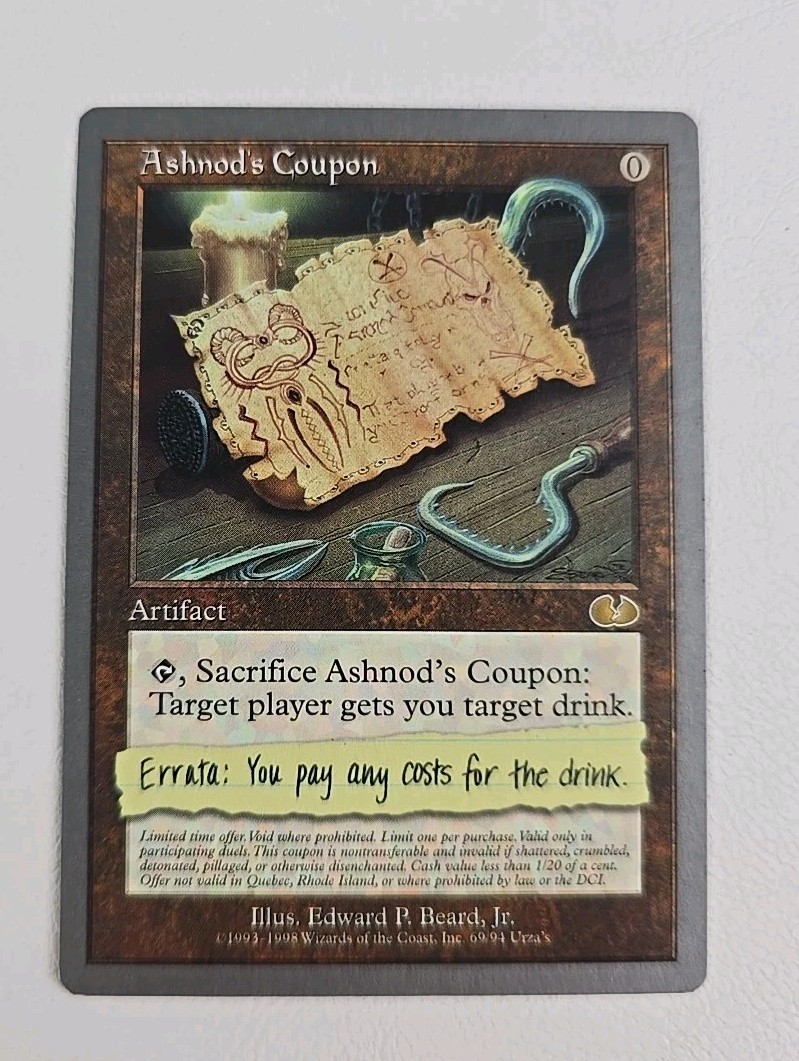 Ashnod's Coupon 0
Artifact
, Sacrifice Ashnod's Coupon:
Target player gets you target drink.
Errata: You pay any costs for the drink.
Limited time offer. Void where prohibited. Limit one per purchase. Valid only in
participating duels. This coupon is nontransferable and invalid if shattered, crumbled,
detonated, pillaged, or otherwise disenchanted. Cash value less than 1/20 of a cent.
Offer not valid in Quebec, Rhode Island, or where prohibited by law or the DCI.
Illus. Edward P. Beard, Jr.
©1993-1998 Wizards of the Coast, Inc. 69/94 Urza's